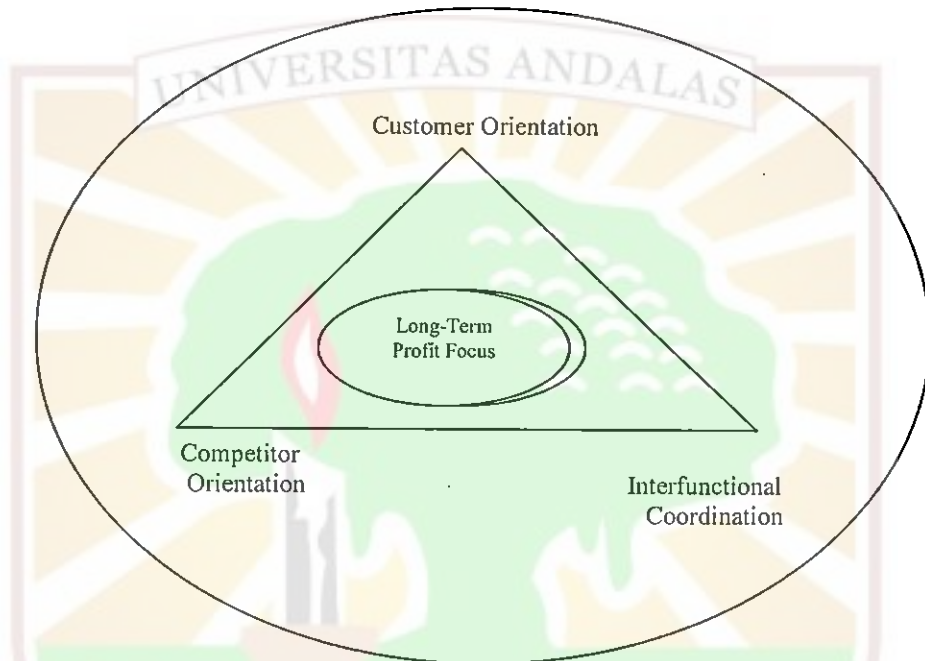 UNIVERSITAS ANDALAS
Customer Orientation
Long-Term
Profit Focus
Competitor
Orientation
Interfunctional
Coordination